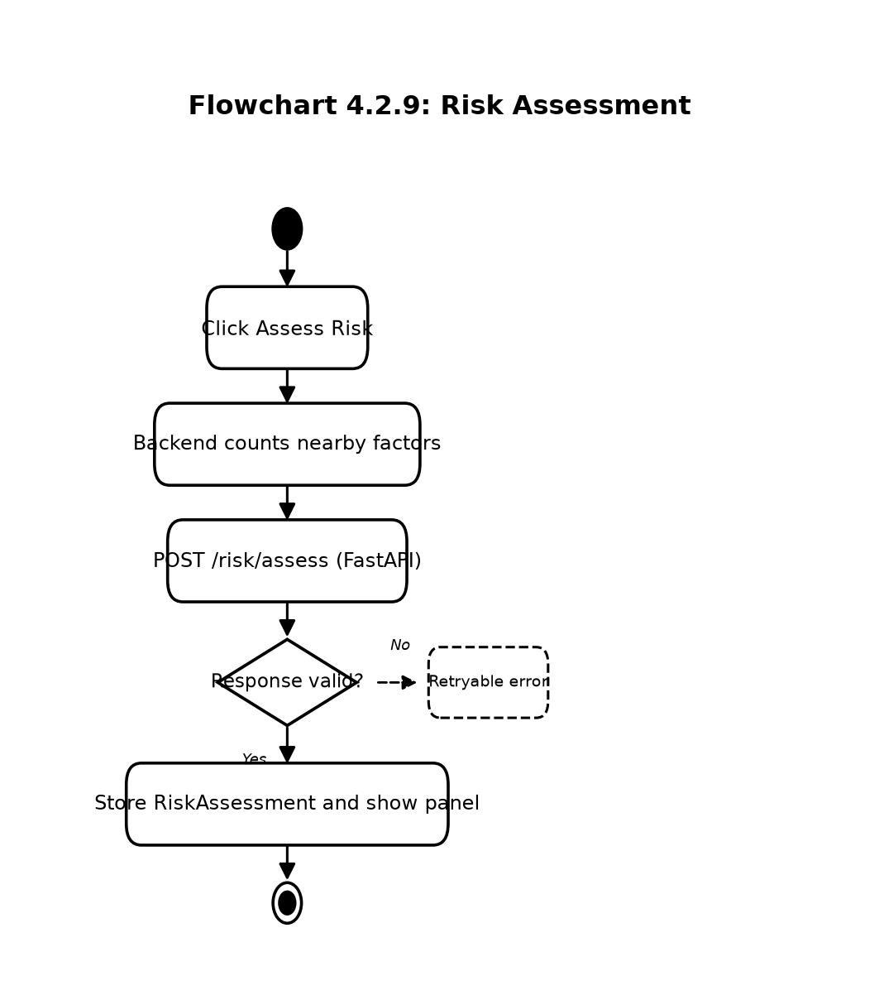 Flowchart 4.2.9: Risk Assessment
Click Assess Risk
Backend counts nearby factors
POST /risk/assess (FastAPI)
No
Response valid?
Retryable error
Yes
Store RiskAssessment and show panel